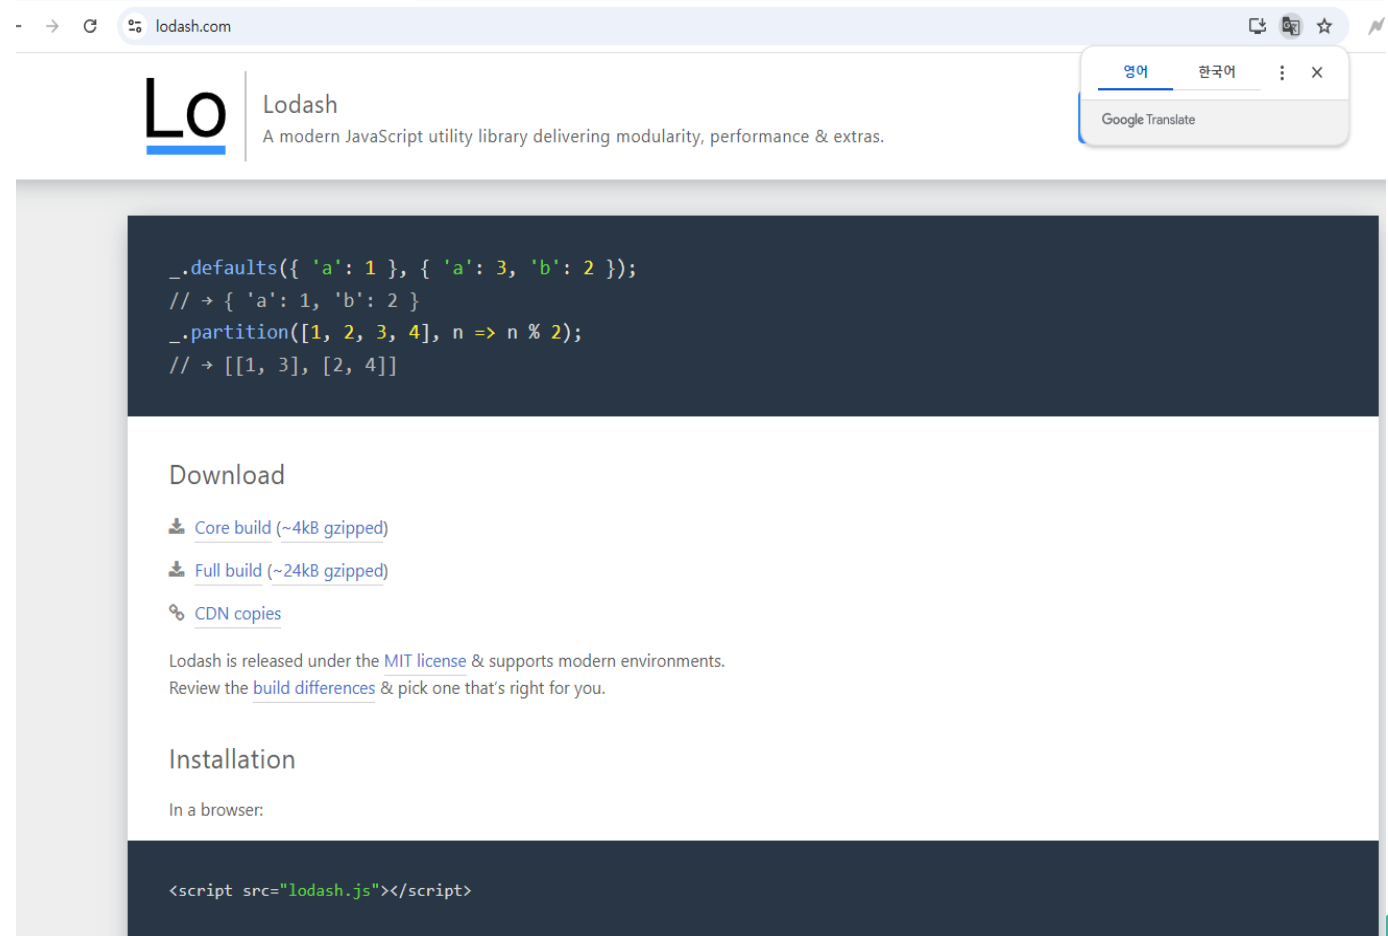 lodash.com
영어 한국어
Google Translate
Lo
Lodash
A modern JavaScript utility library delivering modularity, performance & extras.
_.defaults({ 'a': 1 }, { 'a': 3, 'b': 2 });
// → { 'a': 1, 'b': 2 }
_.partition([1, 2, 3, 4], n => n % 2);
// → [[1, 3], [2, 4]]
Download
Core build (~4kB gzipped)
Full build (~24kB gzipped)
CDN copies
Lodash is released under the MIT license & supports modern environments.
Review the build differences & pick one that’s right for you.
Installation
In a browser:
<script src="lodash.js"></script>